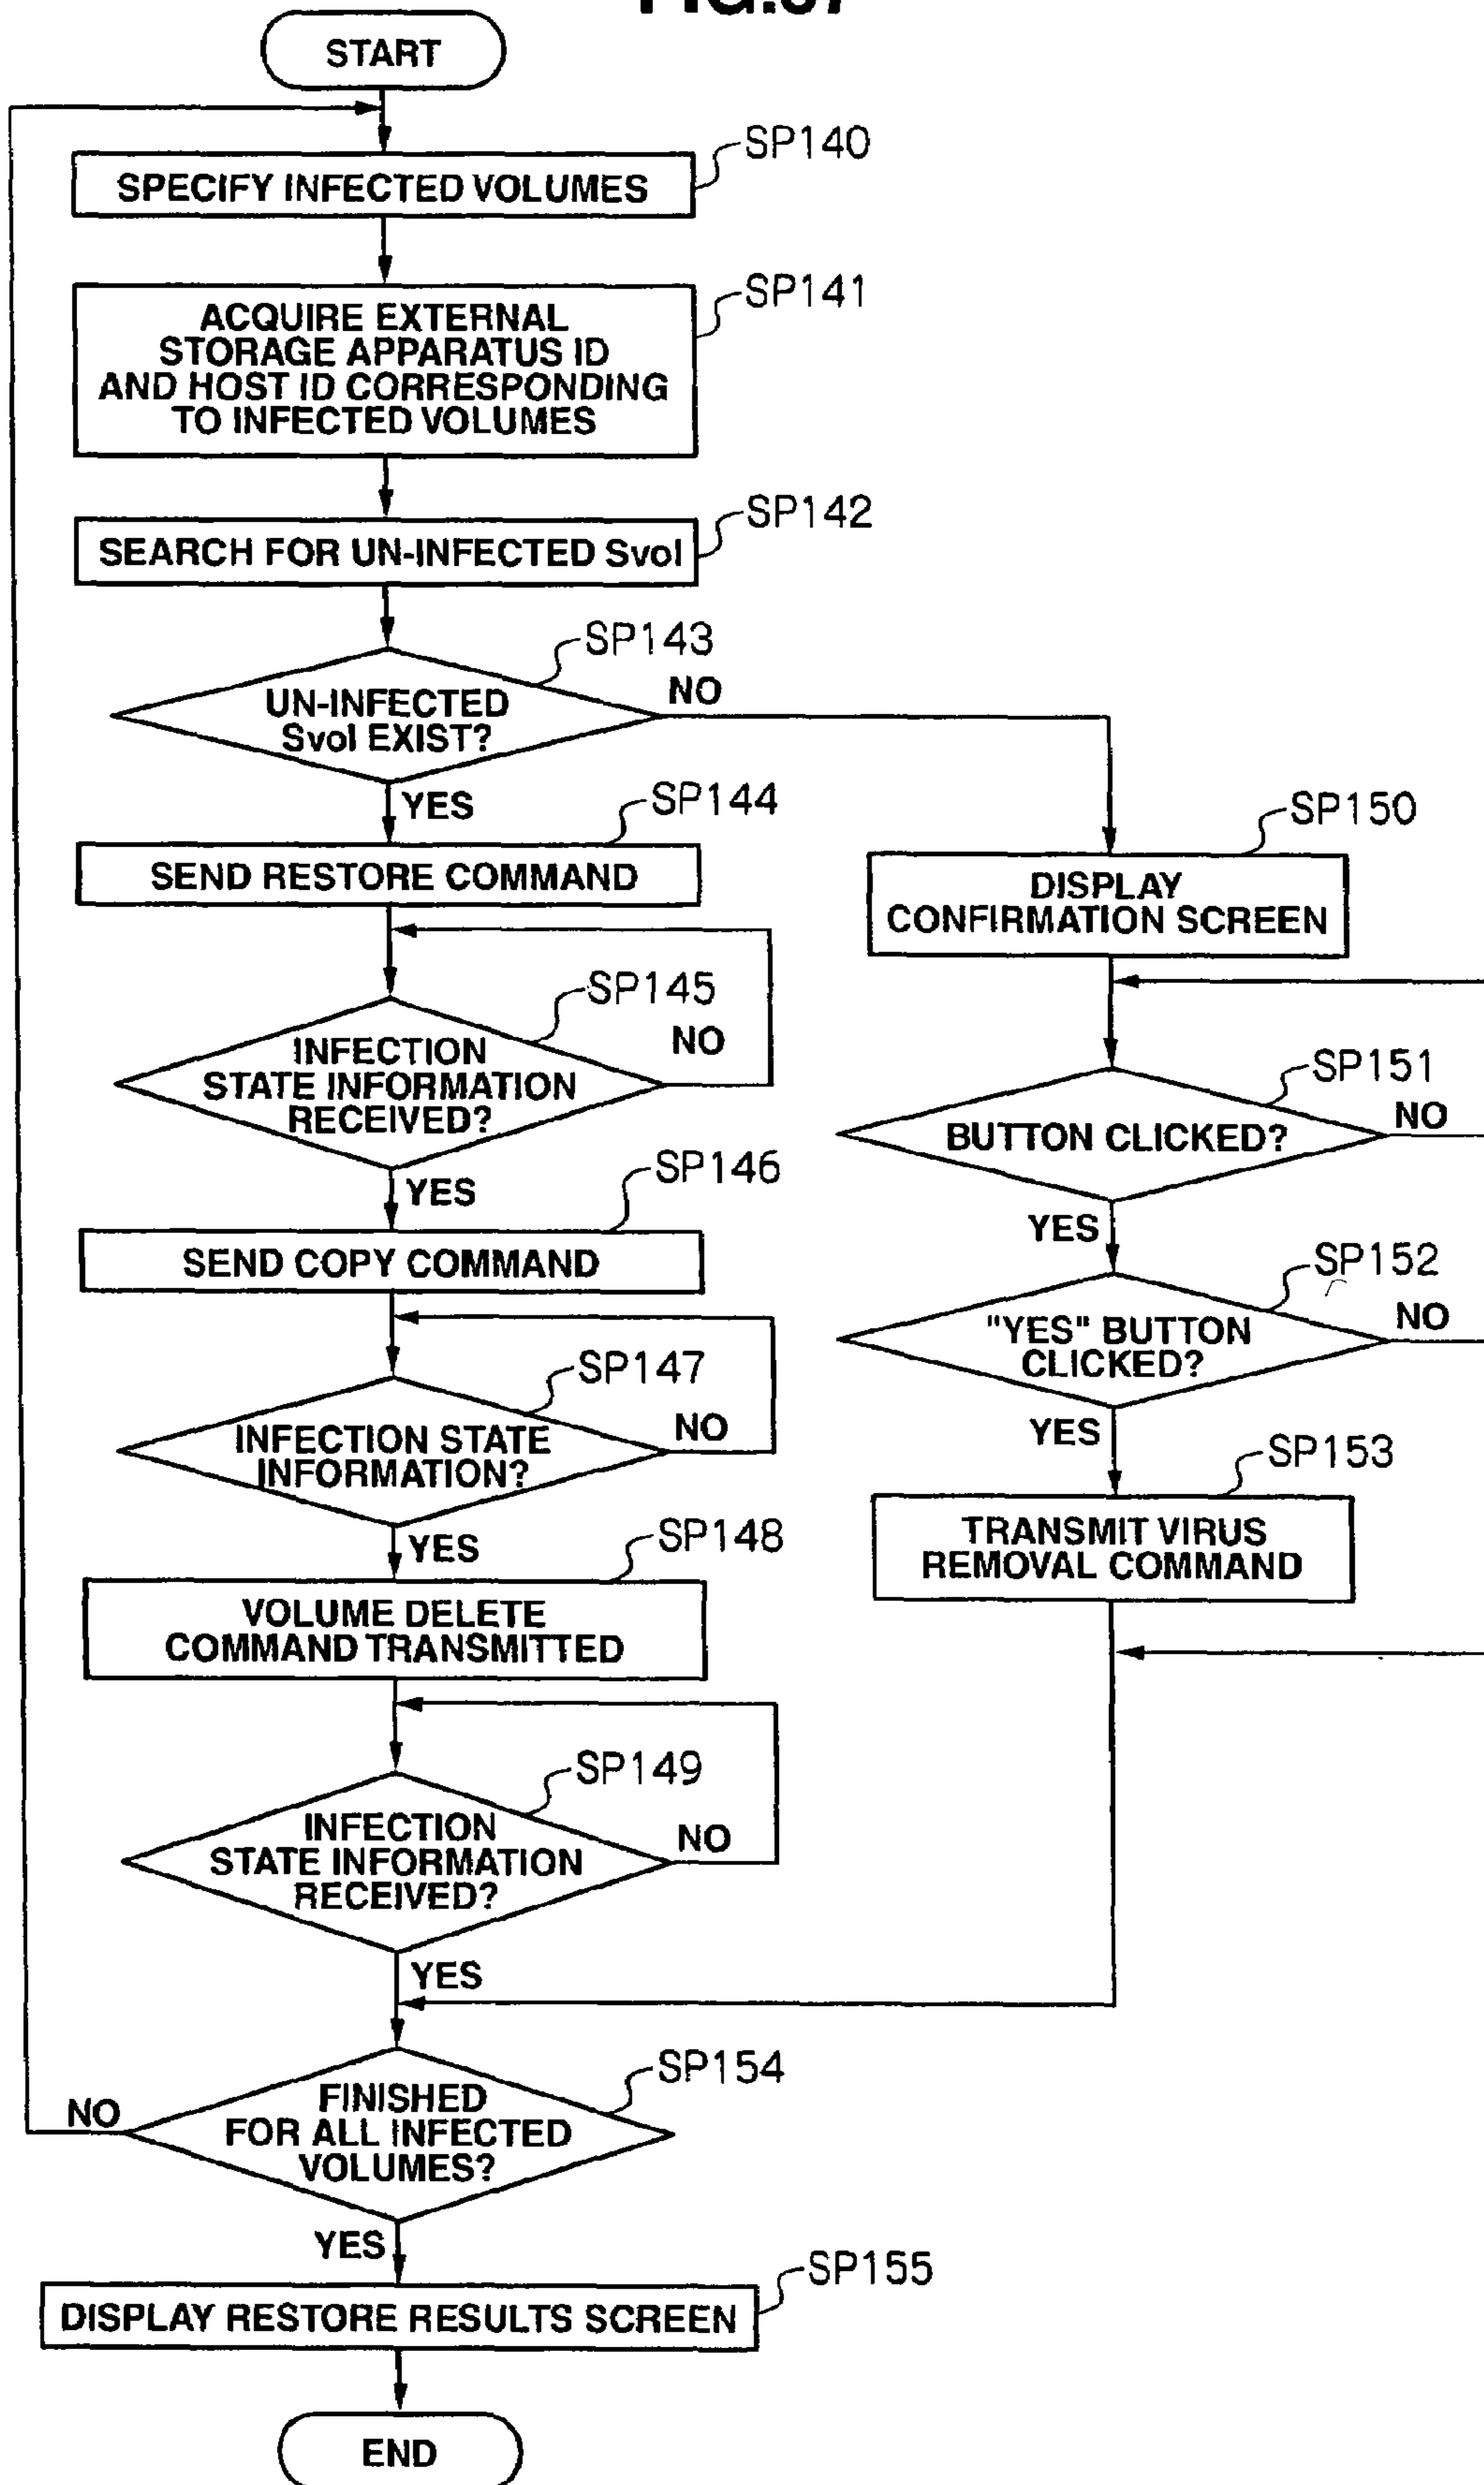 START
SP140
SPECIFY INFECTED VOLUMES
SP141
ACQUIRE EXTERNAL
STORAGE APPARATUS ID
AND HOST ID CORRESPONDING
TO INFECTED VOLUMES
SP142
SEARCH FOR UN-INFECTED Svol
SP143
UN-INFECTED
Svol EXIST?
NO
YES
SP144
SEND RESTORE COMMAND
SP145
INFECTION
STATE INFORMATION
RECEIVED?
NO
YES
SP146
SEND COPY COMMAND
SP147
INFECTION STATE
INFORMATION?
NO
YES
SP148
VOLUME DELETE
COMMAND TRANSMITTED
SP149
INFECTION
STATE INFORMATION
RECEIVED?
NO
YES
SP150
DISPLAY
CONFIRMATION SCREEN
SP151
BUTTON CLICKED?
NO
YES
SP152
"YES" BUTTON
CLICKED?
NO
YES
SP153
TRANSMIT VIRUS
REMOVAL COMMAND
SP154
FINISHED
FOR ALL INFECTED
VOLUMES?
NO
YES
SP155
DISPLAY RESTORE RESULTS SCREEN
END